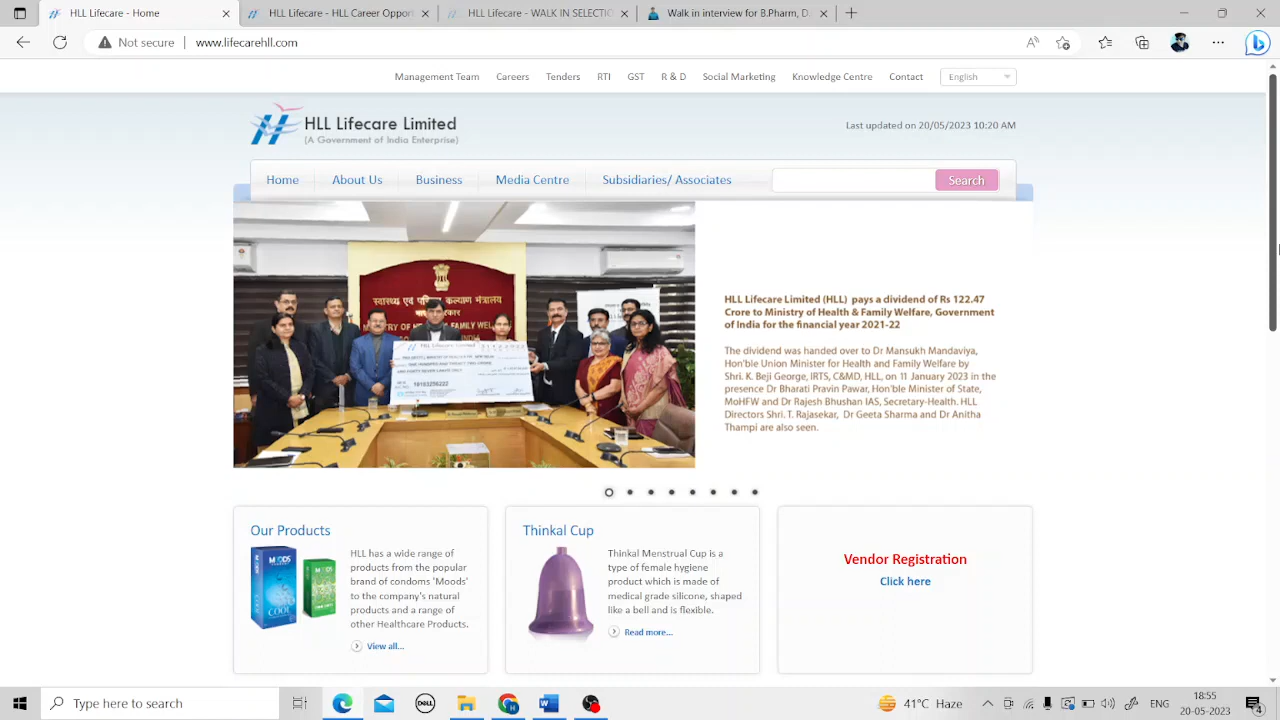 HLL Lifecare - Home
HLL Lifecare - SELECTION
Walk in Interview for B.Pharm, D
Not secure
www.lifecarehll.com
Management Team Careers Tenders RTI GST R & D Social Marketing Knowledge Centre Contact English
HLL Lifecare Limited
(A Government of India Enterprise)
Last updated on 20/05/2023 10:20 AM
Home About Us Business Media Centre Subsidiaries/ Associates Search
स्वास्थ्य एवं परिवार कल्याण मंत्रालय
HLL Lifecare Limited (HLL) pays a dividend of Rs 122.47
Crore to Ministry of Health & Family Welfare, Government
of India for the financial year 2021-22
The dividend was handed over to Dr Mansukh Mandaviya,
Hon'ble Union Minister for Health and Family Welfare by
Shri. K. Beji George, IRTS, C&MD, HLL, on 11 January 2023 in the
presence Dr Bharati Pravin Pawar, Hon'ble Minister of State,
MoHFW and Dr Rajesh Bhushan IAS, Secretary-Health. HLL
Directors Shri. T. Rajasekar, Dr Geeta Sharma and Dr Anitha
Thampi are also seen.
Our Products
MOODS
COOL
HLL has a wide range of
products from the popular
brand of condoms 'Moods'
to the company's natural
products and a range of
other Healthcare Products.
View all...
Thinkal Cup
Thinkal Menstrual Cup is a
type of female hygiene
product which is made of
medical grade silicone, shaped
like a bell and is flexible.
Read more...
Vendor Registration
Click here
Type here to search
DELL
41°C Haze
18:55
20-05-2023
4